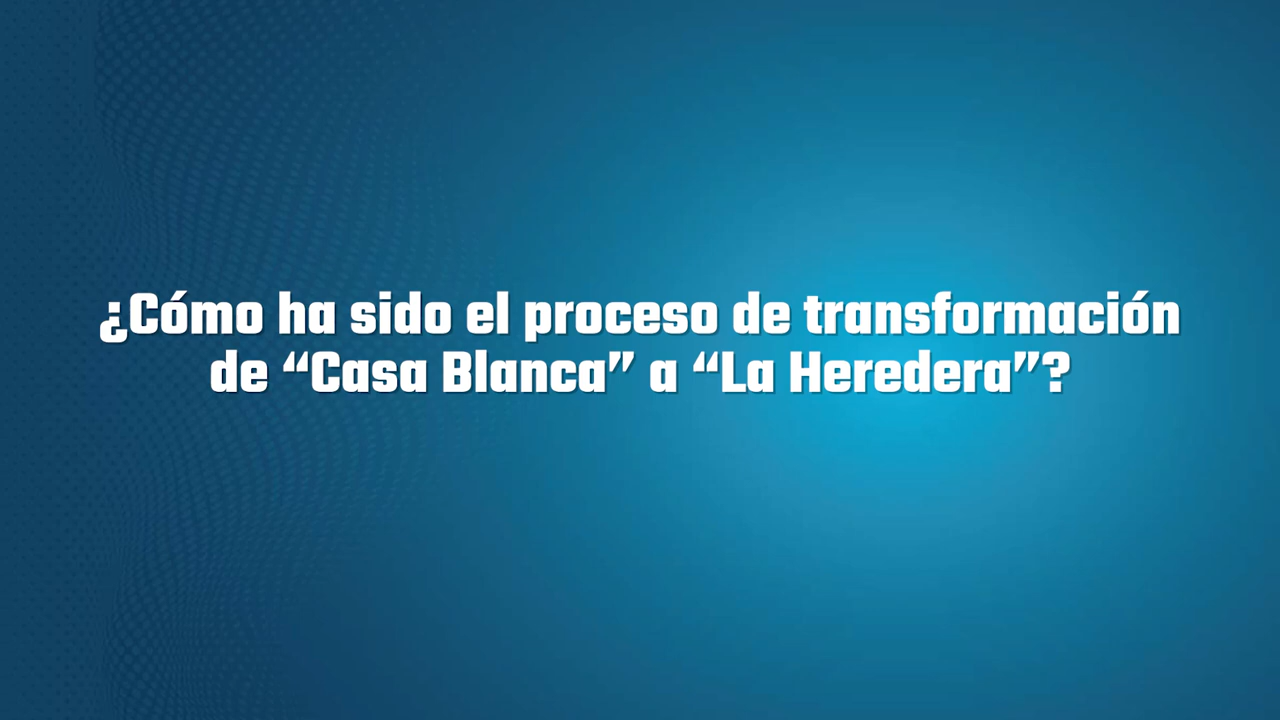 ¿Cómo ha sido el proceso de transformación
de “Casa Blanca” a “La Heredera”?